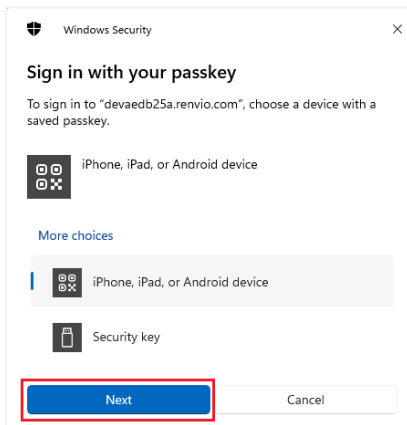 Windows Security
Sign in with your passkey
To sign in to “devaedb25a.renvio.com”, choose a device with a
saved passkey.
iPhone, iPad, or Android device
More choices
iPhone, iPad, or Android device
Security key
Next
Cancel